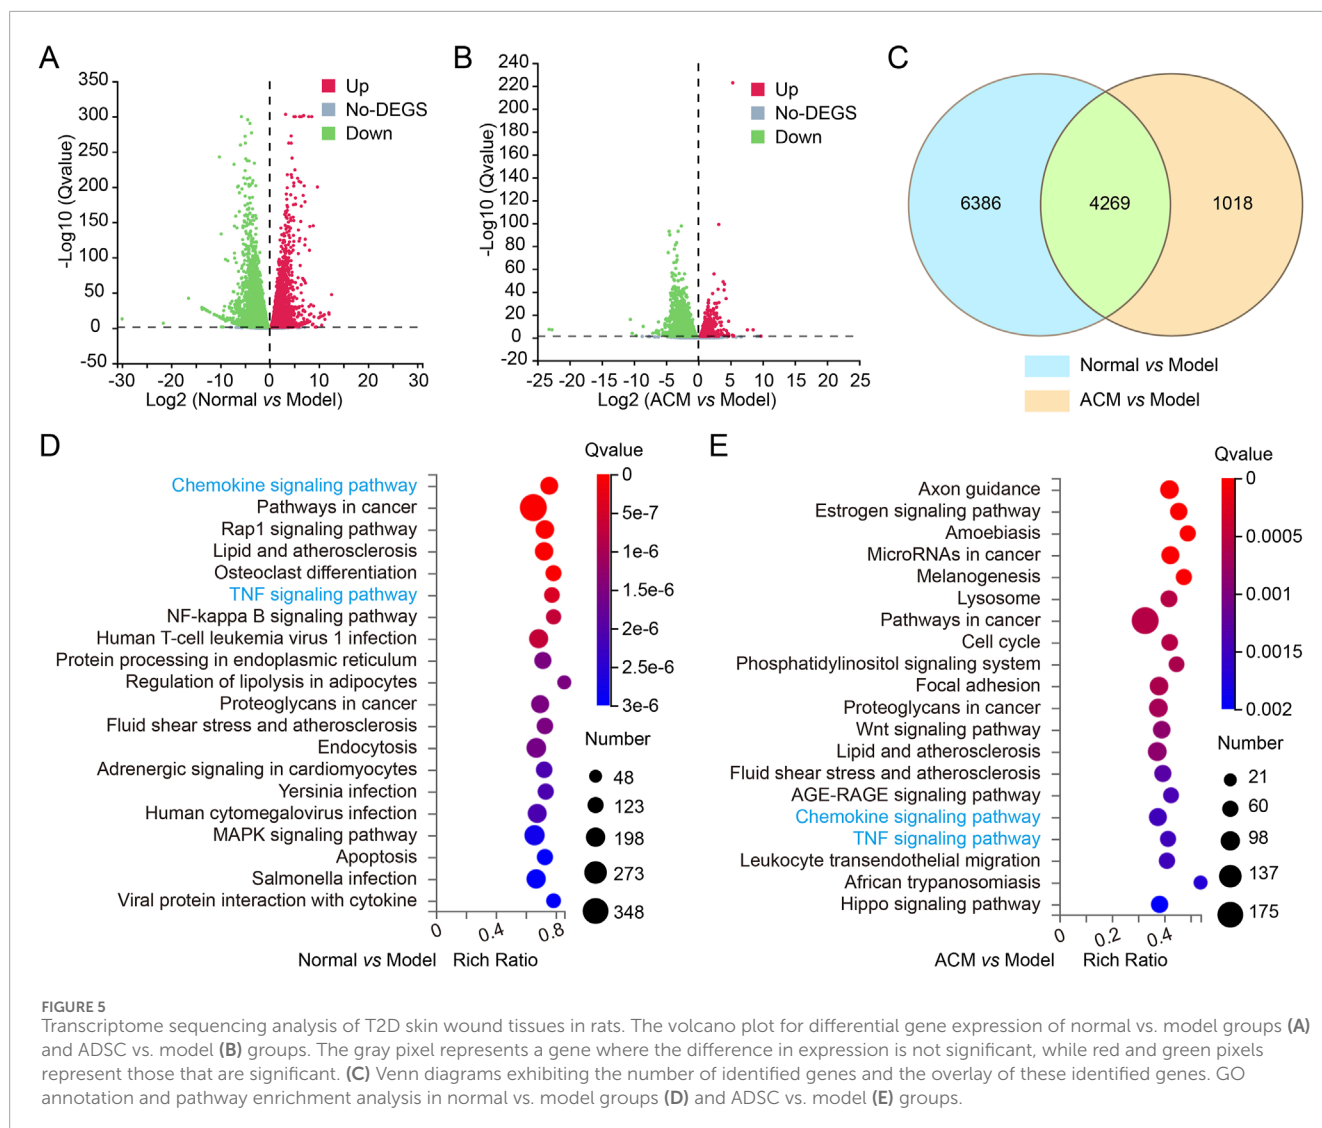 A
350
300
250
200
150
100
50
0
-50
-Log10 (Qvalue)
Up
No-DEGS
Down
-30 -20 -10 0 10 20 30
Log2 (Normal vs Model)
B
240
220
200
180
160
140
120
100
80
60
40
20
0
-20
-Log10 (Qvalue)
Up
No-DEGS
Down
-25 -20 -15 -10 -5 0 5 10 15 20 25
Log2 (ACM vs Model)
C
6386 4269 1018
Normal vs Model
ACM vs Model
D
Chemokine signaling pathway
Pathways in cancer
Rap1 signaling pathway
Lipid and atherosclerosis
Osteoclast differentiation
TNF signaling pathway
NF-kappa B signaling pathway
Human T-cell leukemia virus 1 infection
Protein processing in endoplasmic reticulum
Regulation of lipolysis in adipocytes
Proteoglycans in cancer
Fluid shear stress and atherosclerosis
Endocytosis
Adrenergic signaling in cardiomyocytes
Yersinia infection
Human cytomegalovirus infection
MAPK signaling pathway
Apoptosis
Salmonella infection
Viral protein interaction with cytokine
0 0.4 0.8
Normal vs Model Rich Ratio
Qvalue
0
5e-7
1e-6
1.5e-6
2e-6
2.5e-6
3e-6
Number
48
123
198
273
348
E
Axon guidance
Estrogen signaling pathway
Amoebiasis
MicroRNAs in cancer
Melanogenesis
Lysosome
Pathways in cancer
Cell cycle
Phosphatidylinositol signaling system
Focal adhesion
Proteoglycans in cancer
Wnt signaling pathway
Lipid and atherosclerosis
Fluid shear stress and atherosclerosis
AGE-RAGE signaling pathway
Chemokine signaling pathway
TNF signaling pathway
Leukocyte transendothelial migration
African trypanosomiasis
Hippo signaling pathway
0 0.2 0.4
ACM vs Model Rich Ratio
Qvalue
0
0.0005
0.001
0.0015
0.002
Number
21
60
98
137
175
FIGURE 5
Transcriptome sequencing analysis of T2D skin wound tissues in rats. The volcano plot for differential gene expression of normal vs. model groups (A)
and ADSC vs. model (B) groups. The gray pixel represents a gene where the difference in expression is not significant, while red and green pixels
represent those that are significant. (C) Venn diagrams exhibiting the number of identified genes and the overlay of these identified genes. GO
annotation and pathway enrichment analysis in normal vs. model groups (D) and ADSC vs. model (E) groups.